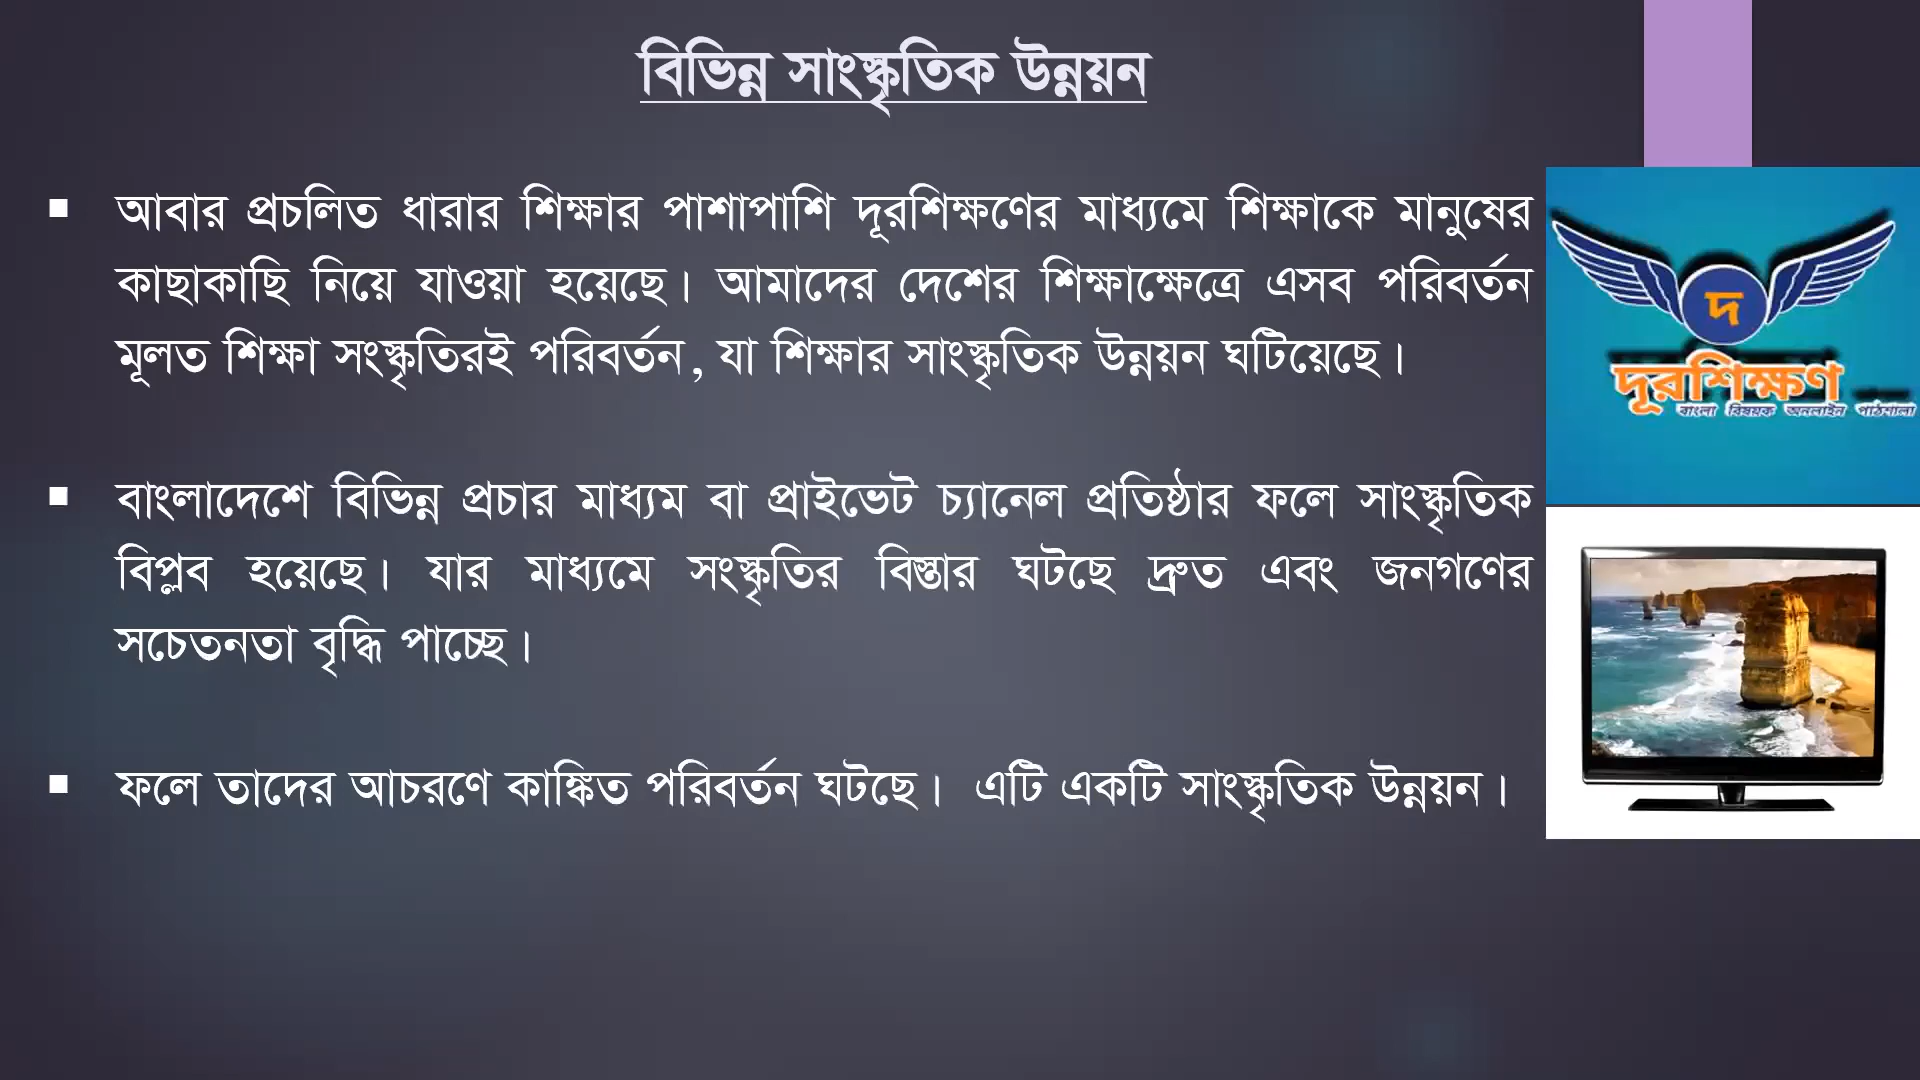 বিভিন্ন সাংস্কৃতিক উন্নয়ন
▪ আবার প্রচলিত ধারার শিক্ষার পাশাপাশি দূরশিক্ষণের মাধ্যমে শিক্ষাকে মানুষের
কাছাকাছি নিয়ে যাওয়া হয়েছে। আমাদের দেশের শিক্ষাক্ষেত্রে এসব পরিবর্তন
মূলত শিক্ষা সংস্কৃতিরই পরিবর্তন, যা শিক্ষার সাংস্কৃতিক উন্নয়ন ঘটিয়েছে।
▪ বাংলাদেশে বিভিন্ন প্রচার মাধ্যম বা প্রাইভেট চ্যানেল প্রতিষ্ঠার ফলে সাংস্কৃতিক
বিপ্লব হয়েছে। যার মাধ্যমে সংস্কৃতির বিস্তার ঘটছে দ্রুত এবং জনগণের
সচেতনতা বৃদ্ধি পাচ্ছে।
▪ ফলে তাদের আচরণে কাঙ্কিত পরিবর্তন ঘটছে। এটি একটি সাংস্কৃতিক উন্নয়ন।
দ
দূরশিক্ষণ
বাংলা বিষয়ক অনলাইন পাঠশালা